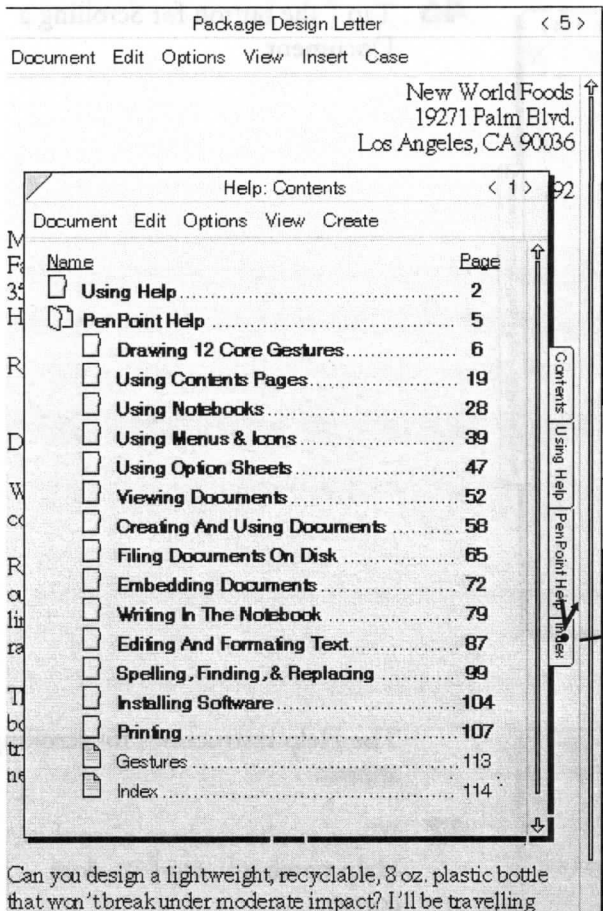 Package Design Letter < 5 >
Document Edit Options View Insert Case
New World Foods
19271 Palm Blvd.
Los Angeles, CA 90036
92
Help: Contents < 1 >
Document Edit Options View Create
Name Page
Using Help 2
PenPoint Help 5
Drawing 12 Core Gestures 6
Using Contents Pages 19
Using Notebooks 28
Using Menus & Icons 39
Using Option Sheets 47
Viewing Documents 52
Creating And Using Documents 58
Filing Documents On Disk 65
Embedding Documents 72
Writing In The Notebook 79
Editing And Formating Text 87
Spelling, Finding, & Replacing 99
Installing Software 104
Printing 107
Gestures 113
Index 114
Contents
Using Help
PenPoint Help
Index
Can you design a lightweight, recyclable, 8 oz. plastic bottle
that won't break under moderate impact? I'll be travelling